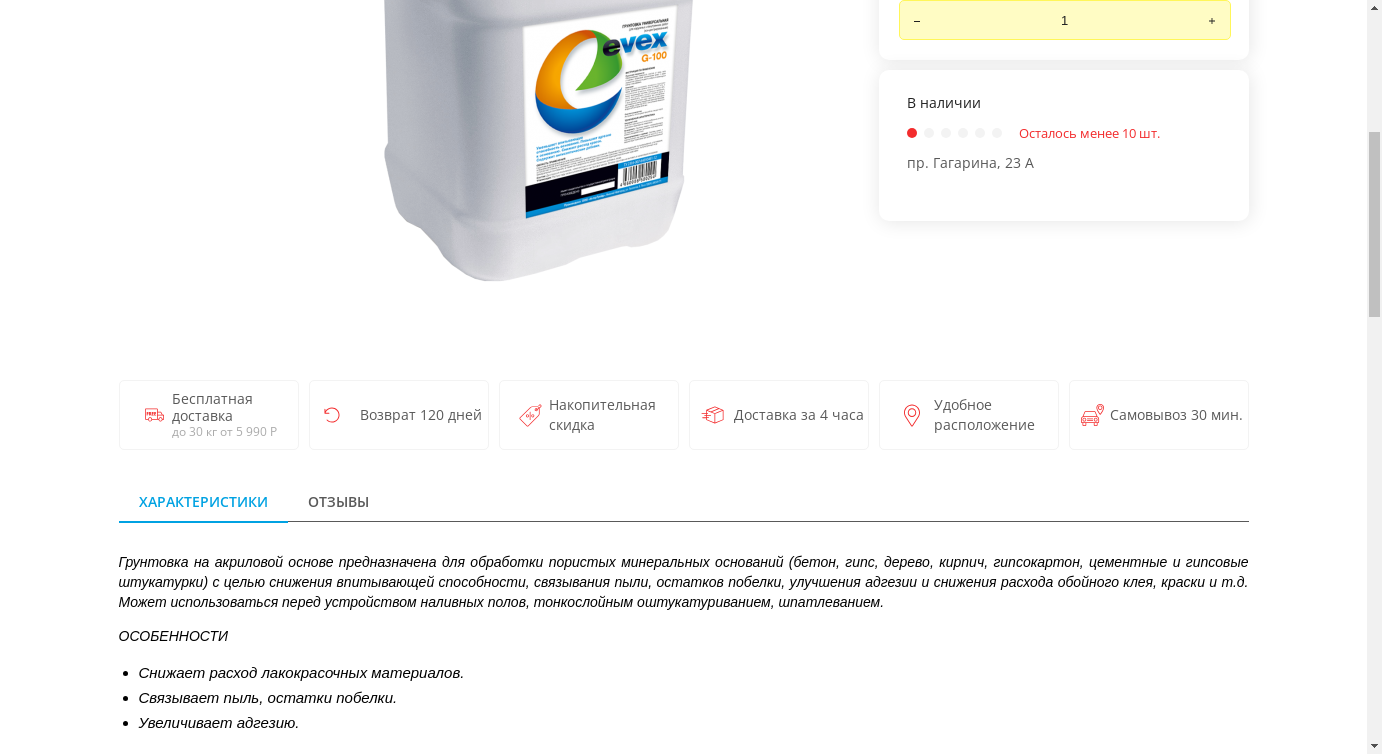 − 1 +
В наличии
Осталось менее 10 шт.
пр. Гагарина, 23 А
ГРУНТОВКА УНИВЕРСАЛЬНАЯ
evex
G-100
Бесплатная
доставка
до 30 кг от 5 990 Р
Возврат 120 дней
Накопительная
скидка
Доставка за 4 часа
Удобное
расположение
Самовывоз 30 мин.
ХАРАКТЕРИСТИКИ ОТЗЫВЫ
Грунтовка на акриловой основе предназначена для обработки пористых минеральных оснований (бетон, гипс, дерево, кирпич, гипсокартон, цементные и гипсовые
штукатурки) с целью снижения впитывающей способности, связывания пыли, остатков побелки, улучшения адгезии и снижения расхода обойного клея, краски и т.д.
Может использоваться перед устройством наливных полов, тонкослойным оштукатуриванием, шпатлеванием.
ОСОБЕННОСТИ
• Снижает расход лакокрасочных материалов.
• Связывает пыль, остатки побелки.
• Увеличивает адгезию.